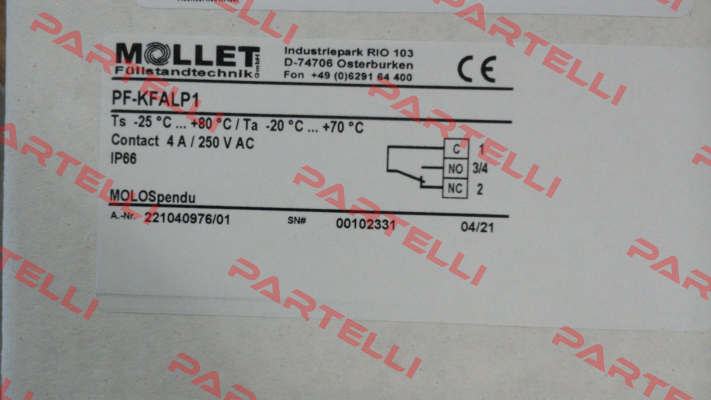 MOLLET
Füllstandtechnik GmbH
Industriepark RIO 103
D-74706 Osterburken
Fon +49 (0)6291 64 400
CE
PF-KFALP1
Ts -25 °C ... +80 °C / Ta -20 °C ... +70 °C
Contact 4 A / 250 V AC
IP66
C 1
NO 3/4
NC 2
MOLOSpendu
A.-Nr. 221040976/01 SN# 00102331 04/21
PARTELLI
PARTELLI
PARTELLI
PARTELLI
PARTELLI
PARTELLI
PARTELLI
PARTELLI